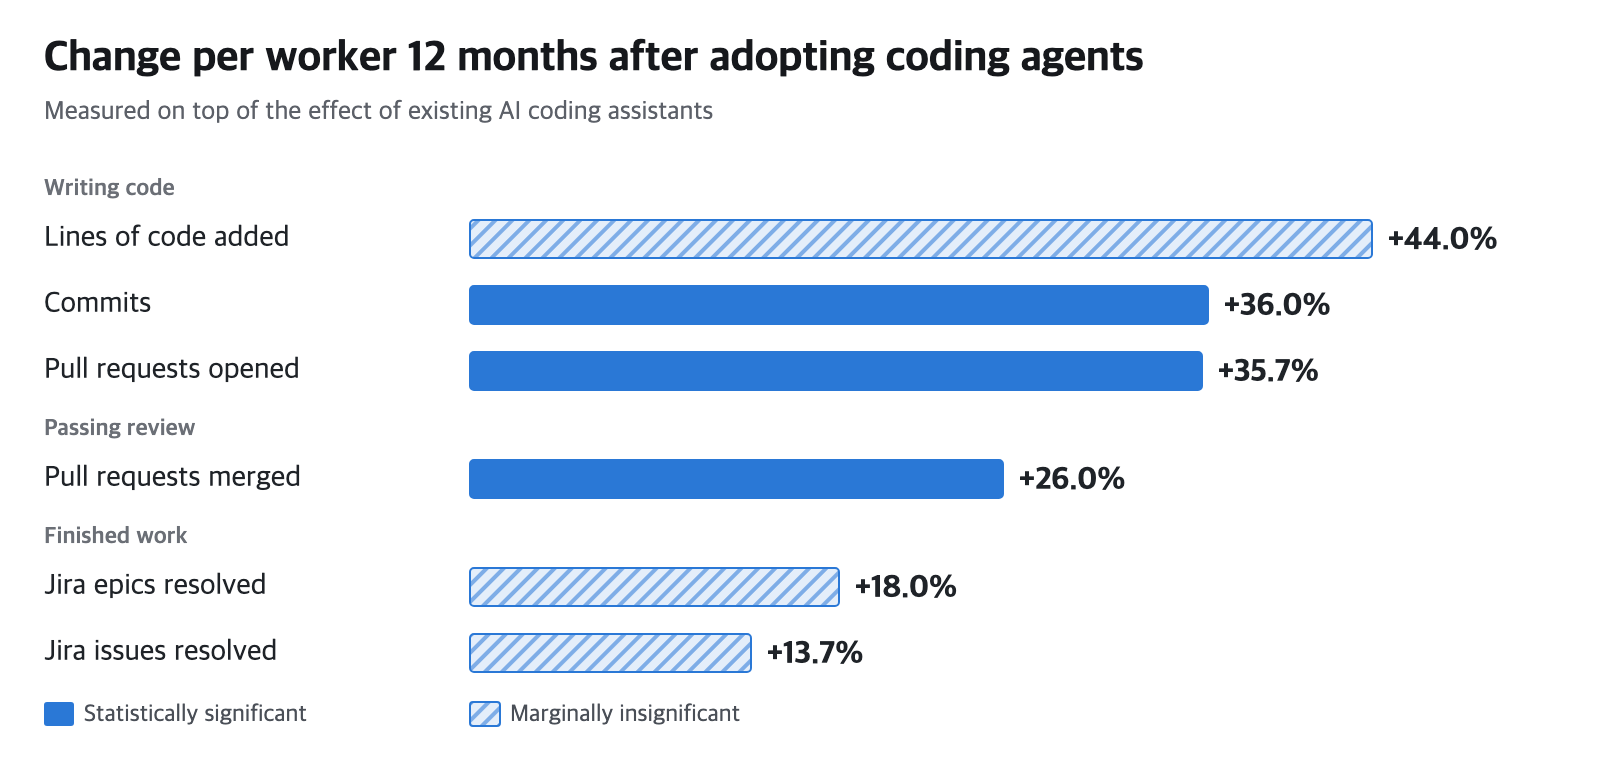 Change per worker 12 months after adopting coding agents
Measured on top of the effect of existing AI coding assistants
Writing code
Lines of code added +44.0%
Commits +36.0%
Pull requests opened +35.7%
Passing review
Pull requests merged +26.0%
Finished work
Jira epics resolved +18.0%
Jira issues resolved +13.7%
Statistically significant Marginally insignificant